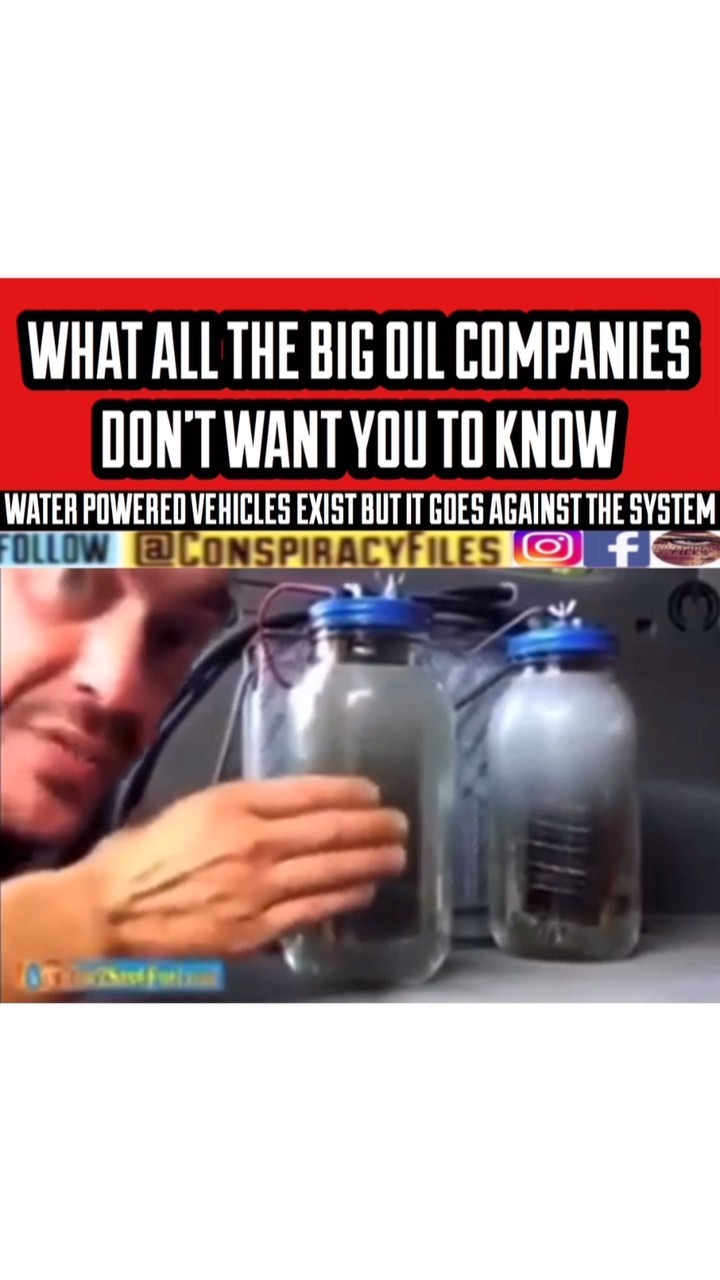 WHAT ALL THE BIG OIL COMPANIES
DON'T WANT YOU TO KNOW
WATER POWERED VEHICLES EXIST BUT IT GOES AGAINST THE SYSTEM
FOLLOW @CONSPIRACYFILES